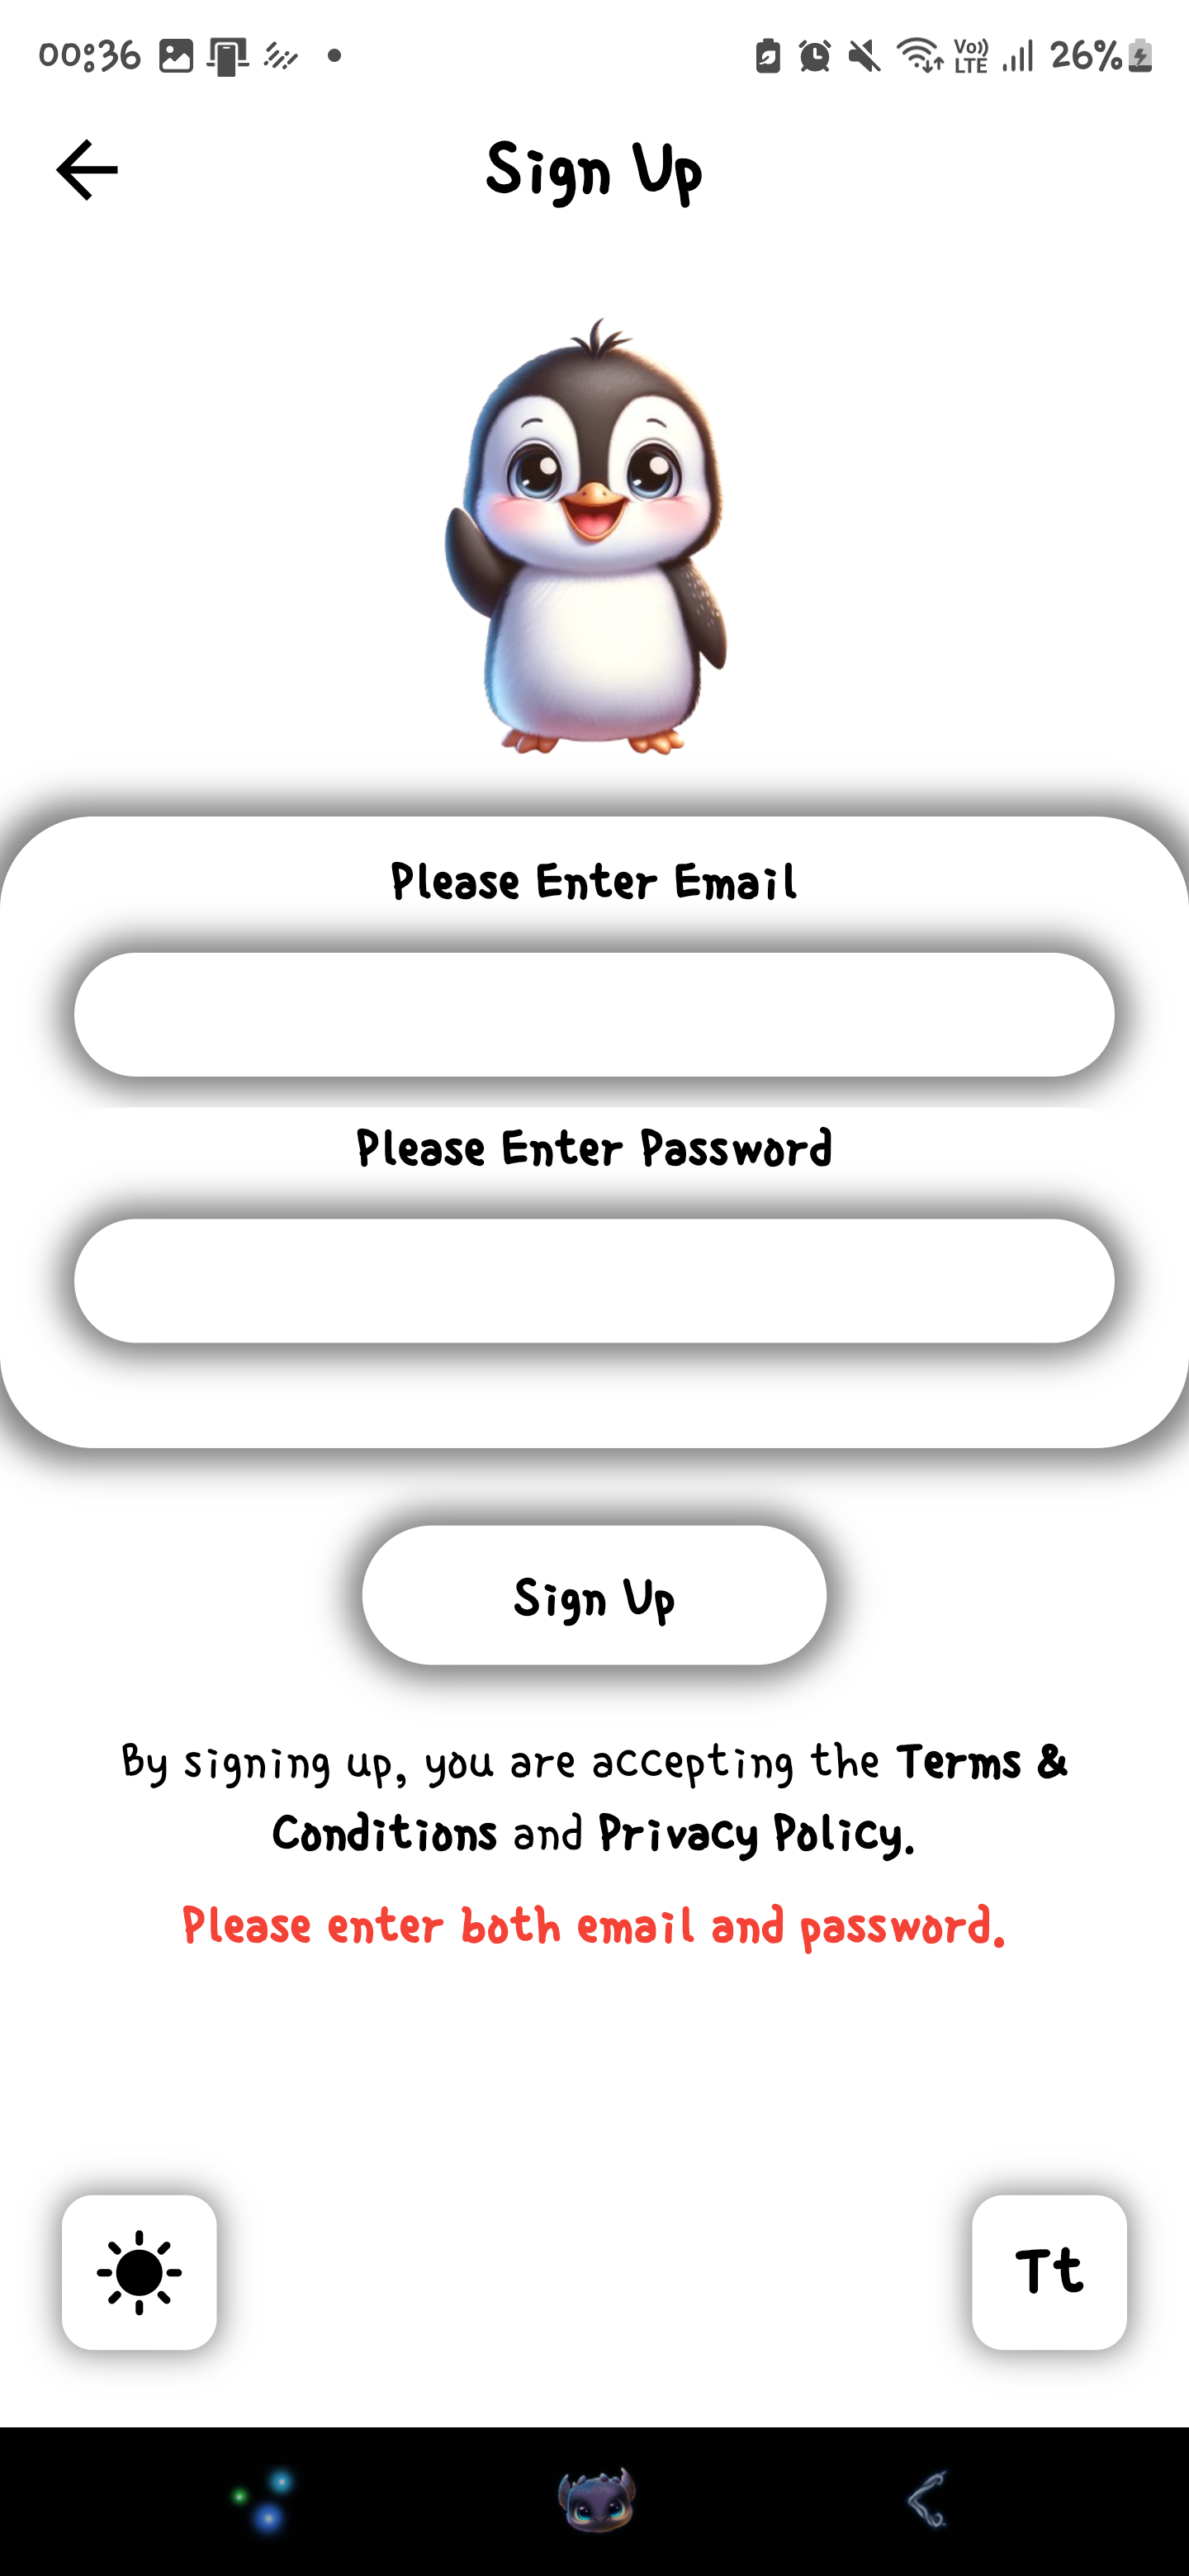 00:36 Vo)) LTE 26%
Sign Up
Please Enter Email
Please Enter Password
Sign Up
By signing up, you are accepting the Terms &
Conditions and Privacy Policy.
Please enter both email and password.
Tt